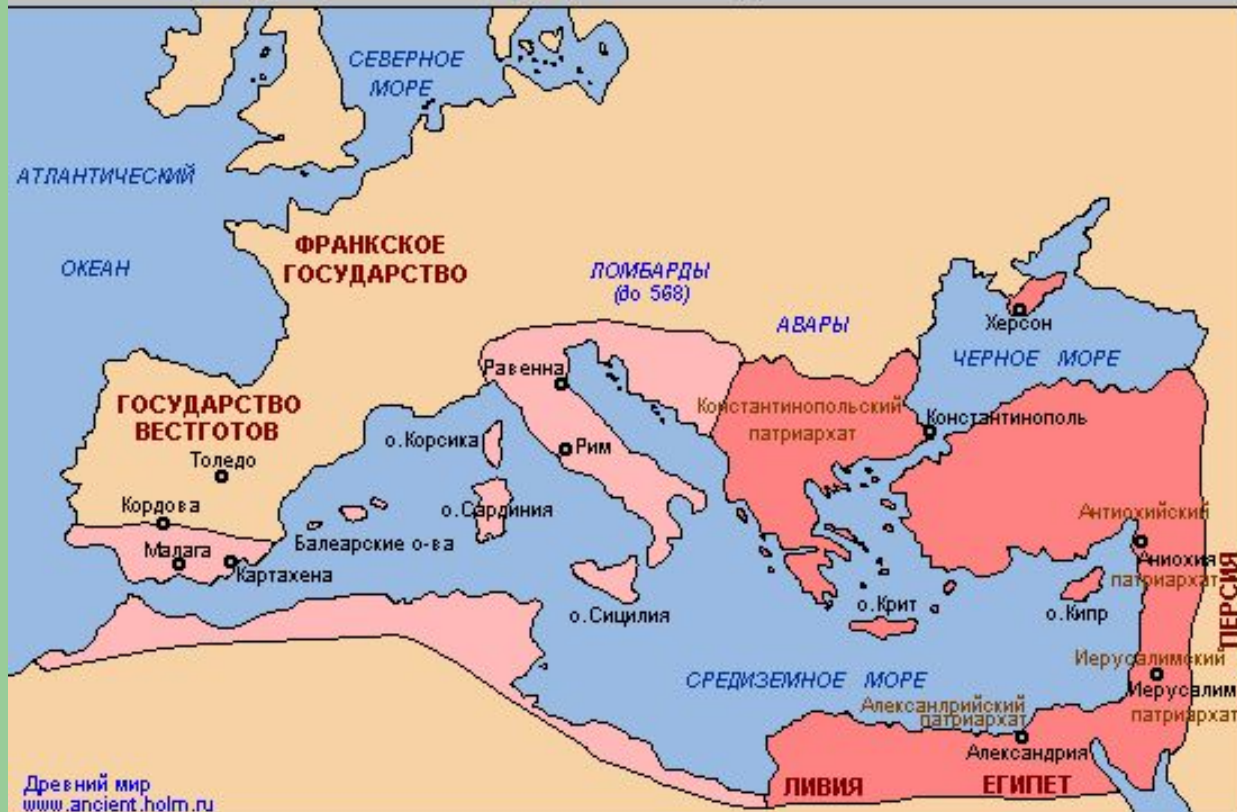 СЕВЕРНОЕ
МОРЕ
АТЛАНТИЧЕСКИЙ
ОКЕАН
ФРАНКСКОЕ
ГОСУДАРСТВО
ЛОМБАРДЫ
(до 568)
АВАРЫ
Херсон
ЧЕРНОЕ МОРЕ
Равенна
ГОСУДАРСТВО
ВЕСТГОТОВ
Толедо
Константинопольский
патриархат
Константинополь
о.Корсика
Рим
Кордова
о.Сардиния
Балеарские о-ва
Малага
Картахена
Антиохийский
Аниохия
патриархат
ПЕРСИЯ
о.Сицилия
о.Крит
о.Кипр
СРЕДИЗЕМНОЕ МОРЕ
Иерусалимский
Иерусалим
патриархат
Алексанлрийский
патриархат
Александрия
ЛИВИЯ
ЕГИПЕТ
Древний мир
www.ancient.holm.ru